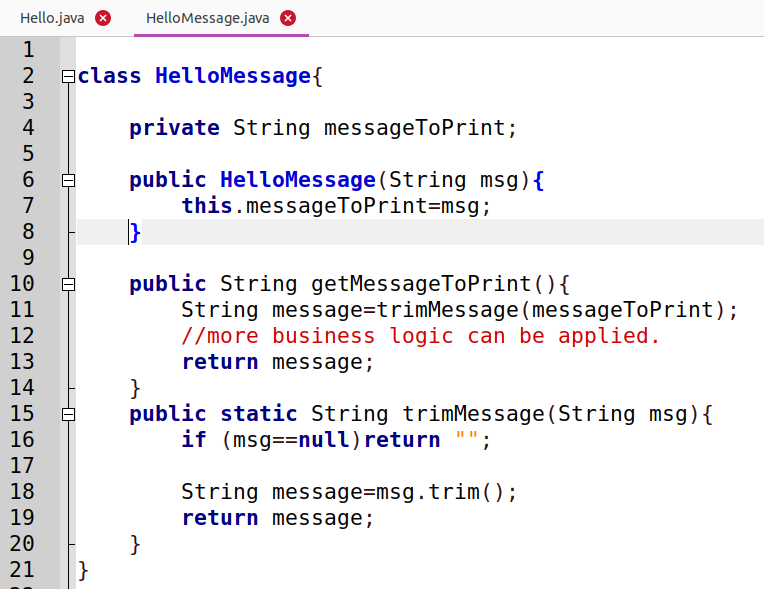 Hello.java HelloMessage.java
1
2 class HelloMessage{
3
4 private String messageToPrint;
5
6 public HelloMessage(String msg){
7 this.messageToPrint=msg;
8 }
9
10 public String getMessageToPrint(){
11 String message=trimMessage(messageToPrint);
12 //more business logic can be applied.
13 return message;
14 }
15 public static String trimMessage(String msg){
16 if (msg==null)return "";
17
18 String message=msg.trim();
19 return message;
20 }
21 }